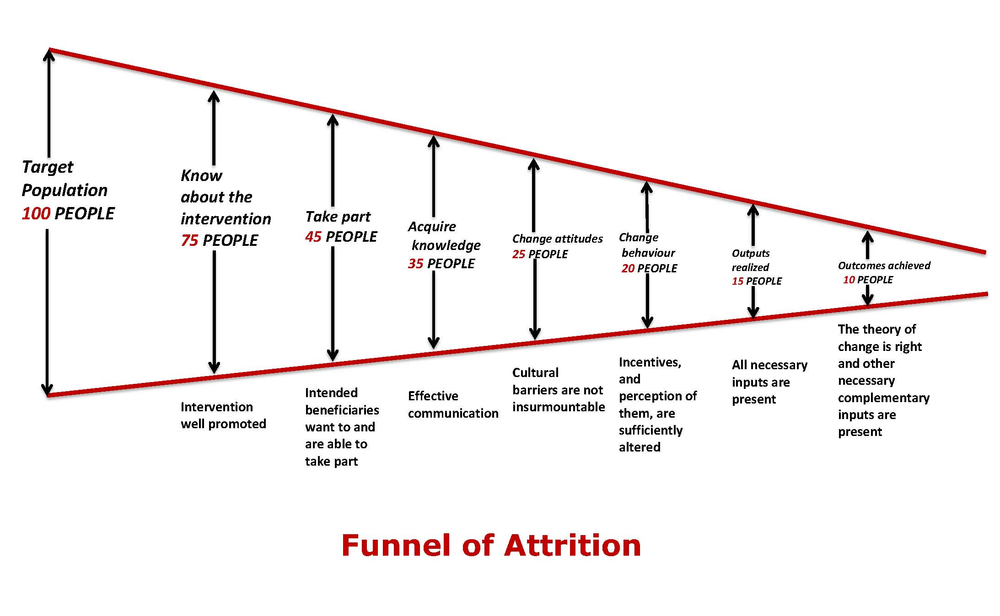 Target
Population
100 PEOPLE
Know
about the
intervention
75 PEOPLE
Take part
45 PEOPLE
Acquire
knowledge
35 PEOPLE
Change attitudes
25 PEOPLE
Change
behaviour
20 PEOPLE
Outputs
realized
15 PEOPLE
Outcomes achieved
10 PEOPLE
Intervention
well promoted
Intended
beneficiaries
want to and
are able to
take part
Effective
communication
Cultural
barriers are not
insurmountable
Incentives,
and
perception of
them, are
sufficiently
altered
All necessary
inputs are
present
The theory of
change is right
and other
necessary
complementary
inputs are
present
Funnel of Attrition